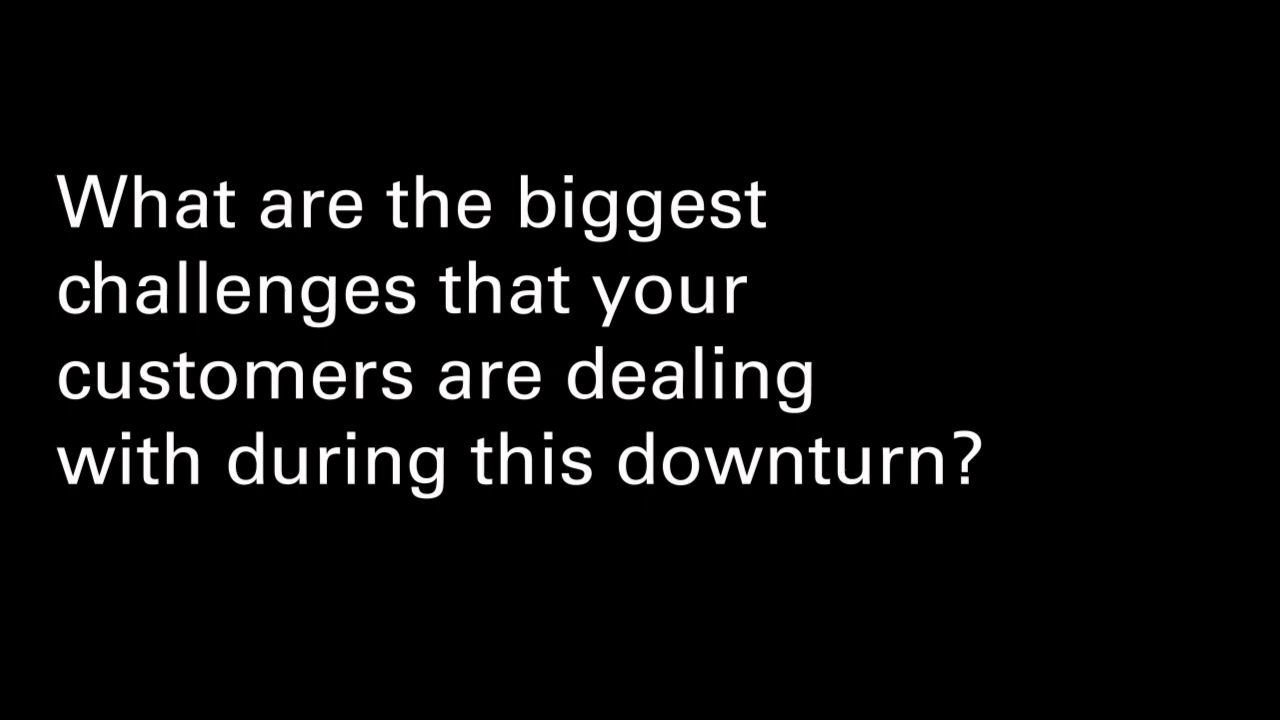 What are the biggest
challenges that your
customers are dealing
with during this downturn?